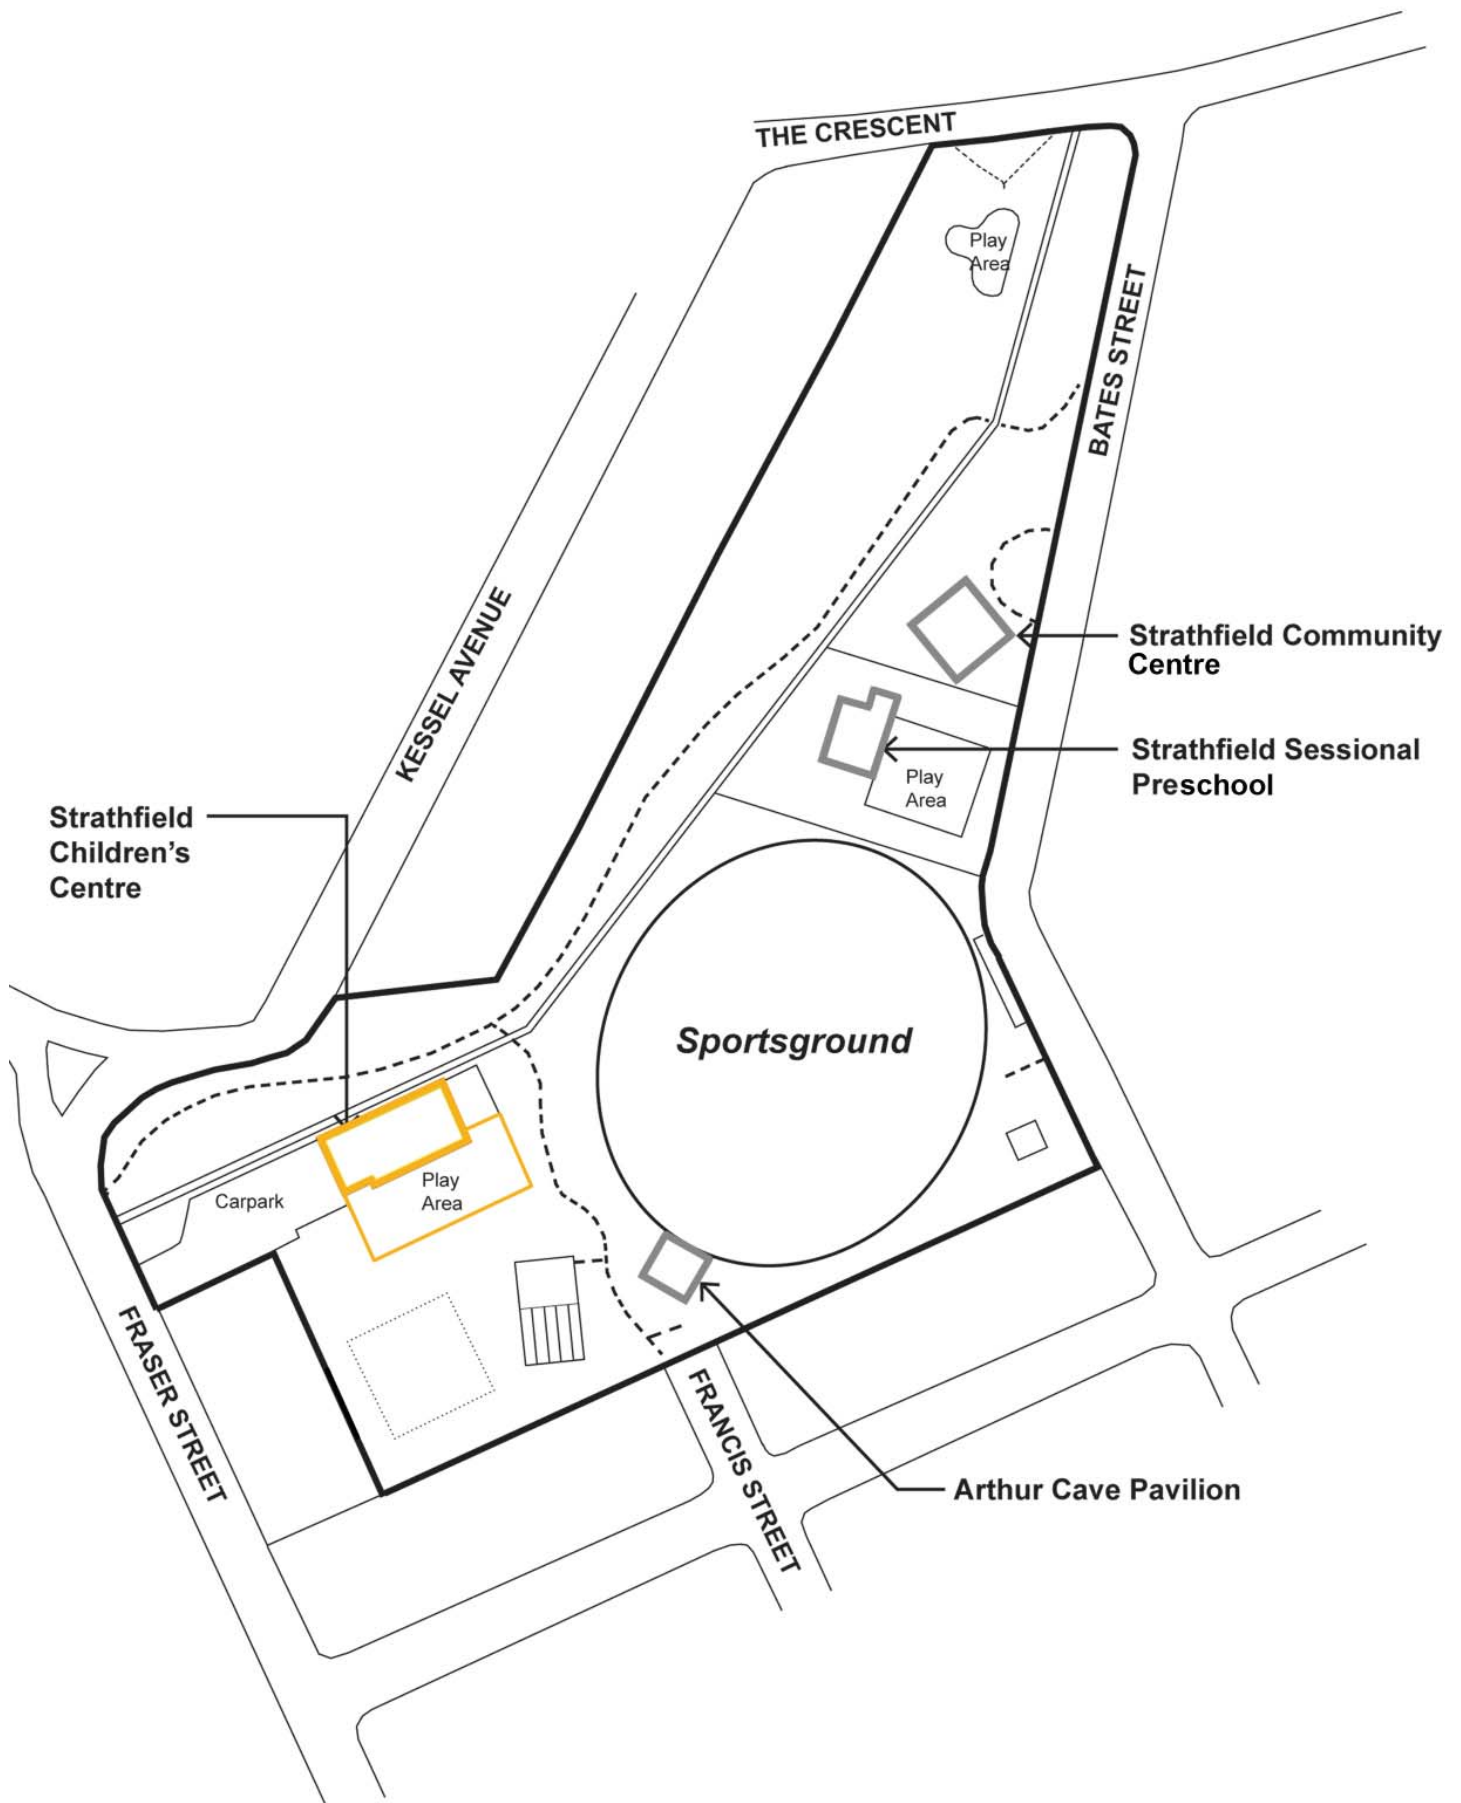 THE CRESCENT
Play
Area
BATES STREET
KESSEL AVENUE
Strathfield Community
Centre
Strathfield Sessional
Preschool
Play
Area
Strathfield
Children's
Centre
Sportsground
Play
Area
Carpark
FRASER STREET
FRANCIS STREET
Arthur Cave Pavilion